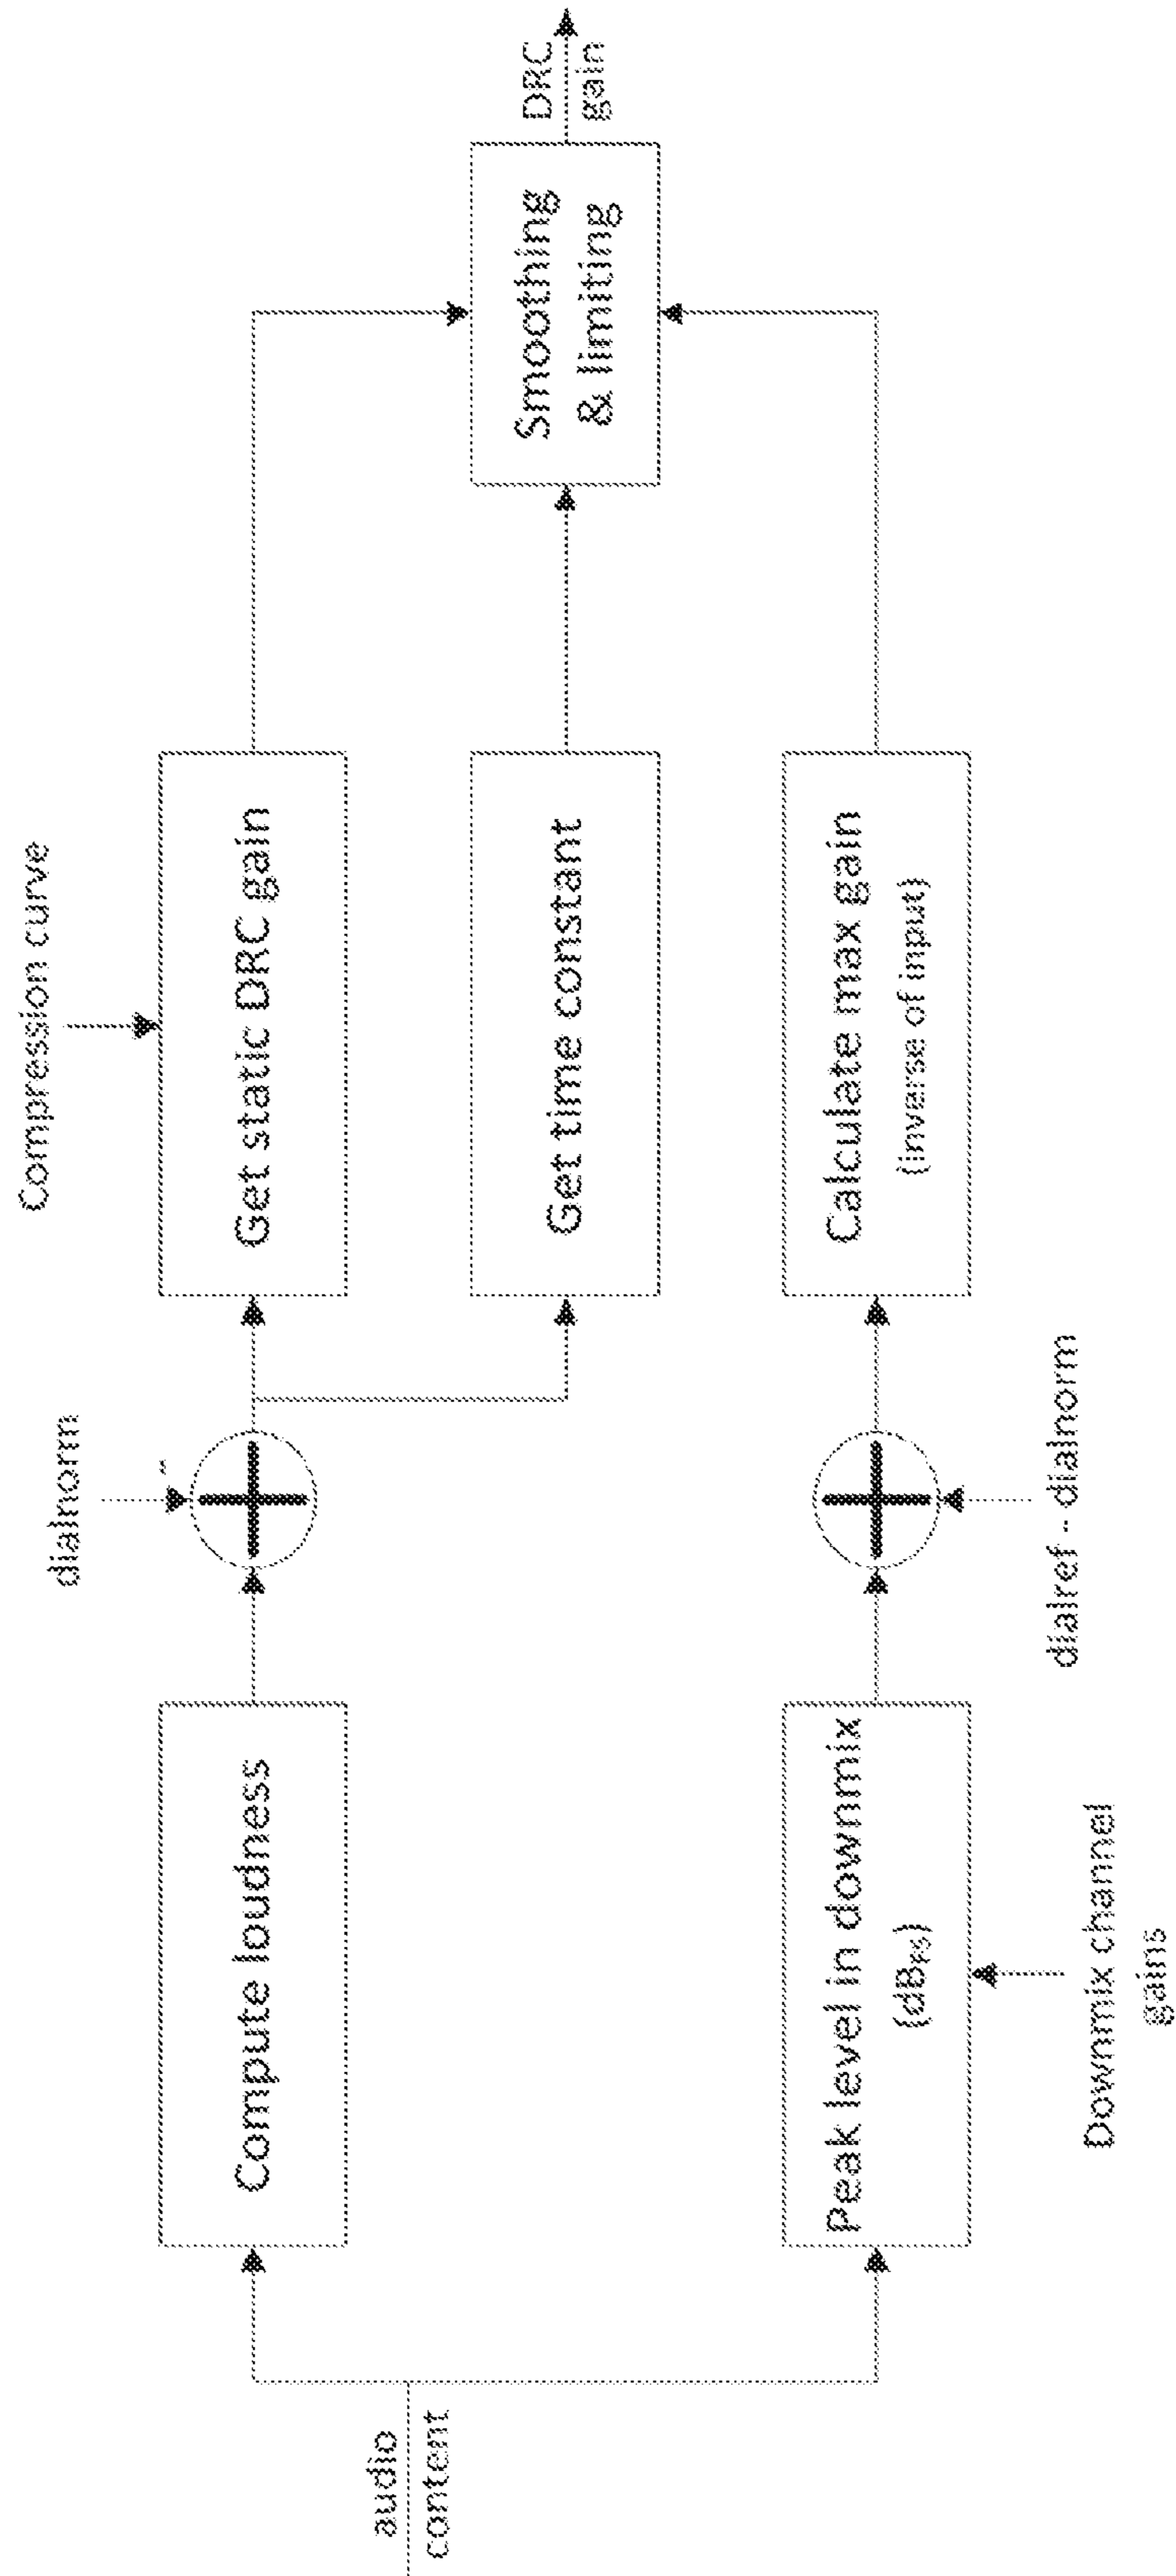 audio
content
Compute loudness
dialnorm
-
Compression curve
Get static DRC gain
Get time constant
Peak level in downmix
(dBFS)
Downmix channel
gains
dialref - dialnorm
Calculate max gain
(inverse of input)
Smoothing
& limiting
DRC
gain